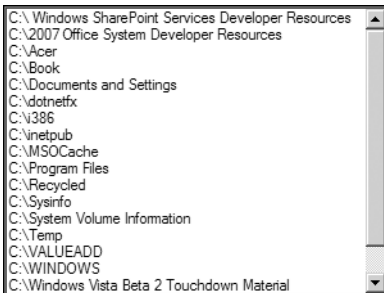 C:\ Windows SharePoint Services Developer Resources
C:\2007 Office System Developer Resources
C:\Acer
C:\Book
C:\Documents and Settings
C:\dotnetfx
C:\i386
C:\inetpub
C:\MSOCache
C:\Program Files
C:\Recycled
C:\Sysinfo
C:\System Volume Information
C:\Temp
C:\VALUEADD
C:\WINDOWS
C:\Windows Vista Beta 2 Touchdown Material